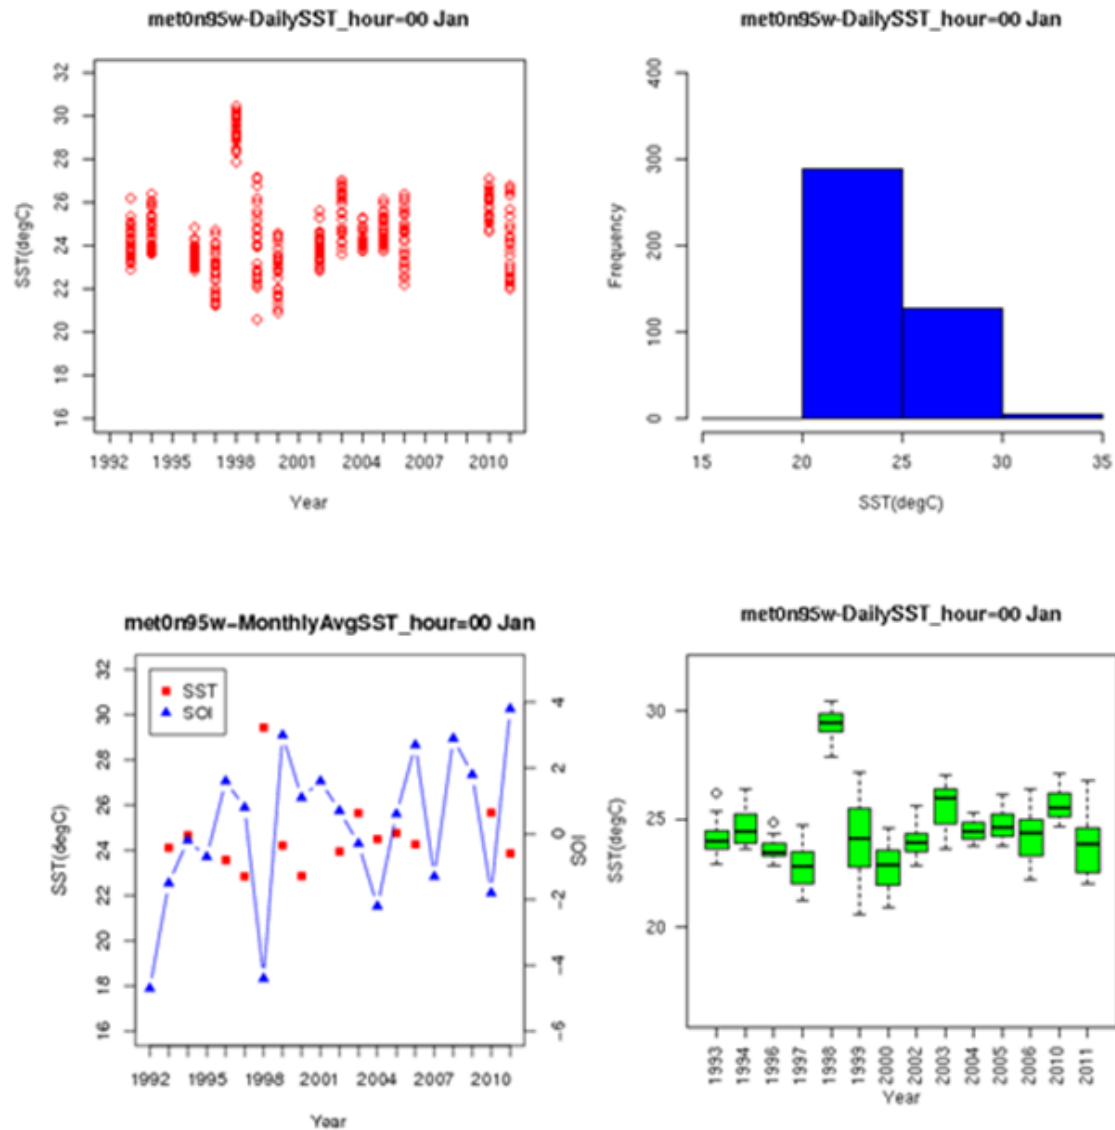 met0n95w-DailySST_hour=00 Jan
32
30
28
26
24
22
20
18
16
SST(degC)
1992 1995 1998 2001 2004 2007 2010
Year
met0n95w-DailySST_hour=00 Jan
400
300
200
100
0
Frequency
15 20 25 30 35
SST(degC)
met0n95w-MonthlyAvgSST_hour=00 Jan
SST
SOI
32
30
28
26
24
22
20
18
16
SST(degC)
4
2
0
-2
-4
-6
SOI
1992 1995 1998 2001 2004 2007 2010
Year
met0n95w-DailySST_hour=00 Jan
30
25
20
SST(degC)
1993 1994 1996 1997 1998 1999 2000 2002 2003 2004 2005 2006 2010 2011
Year